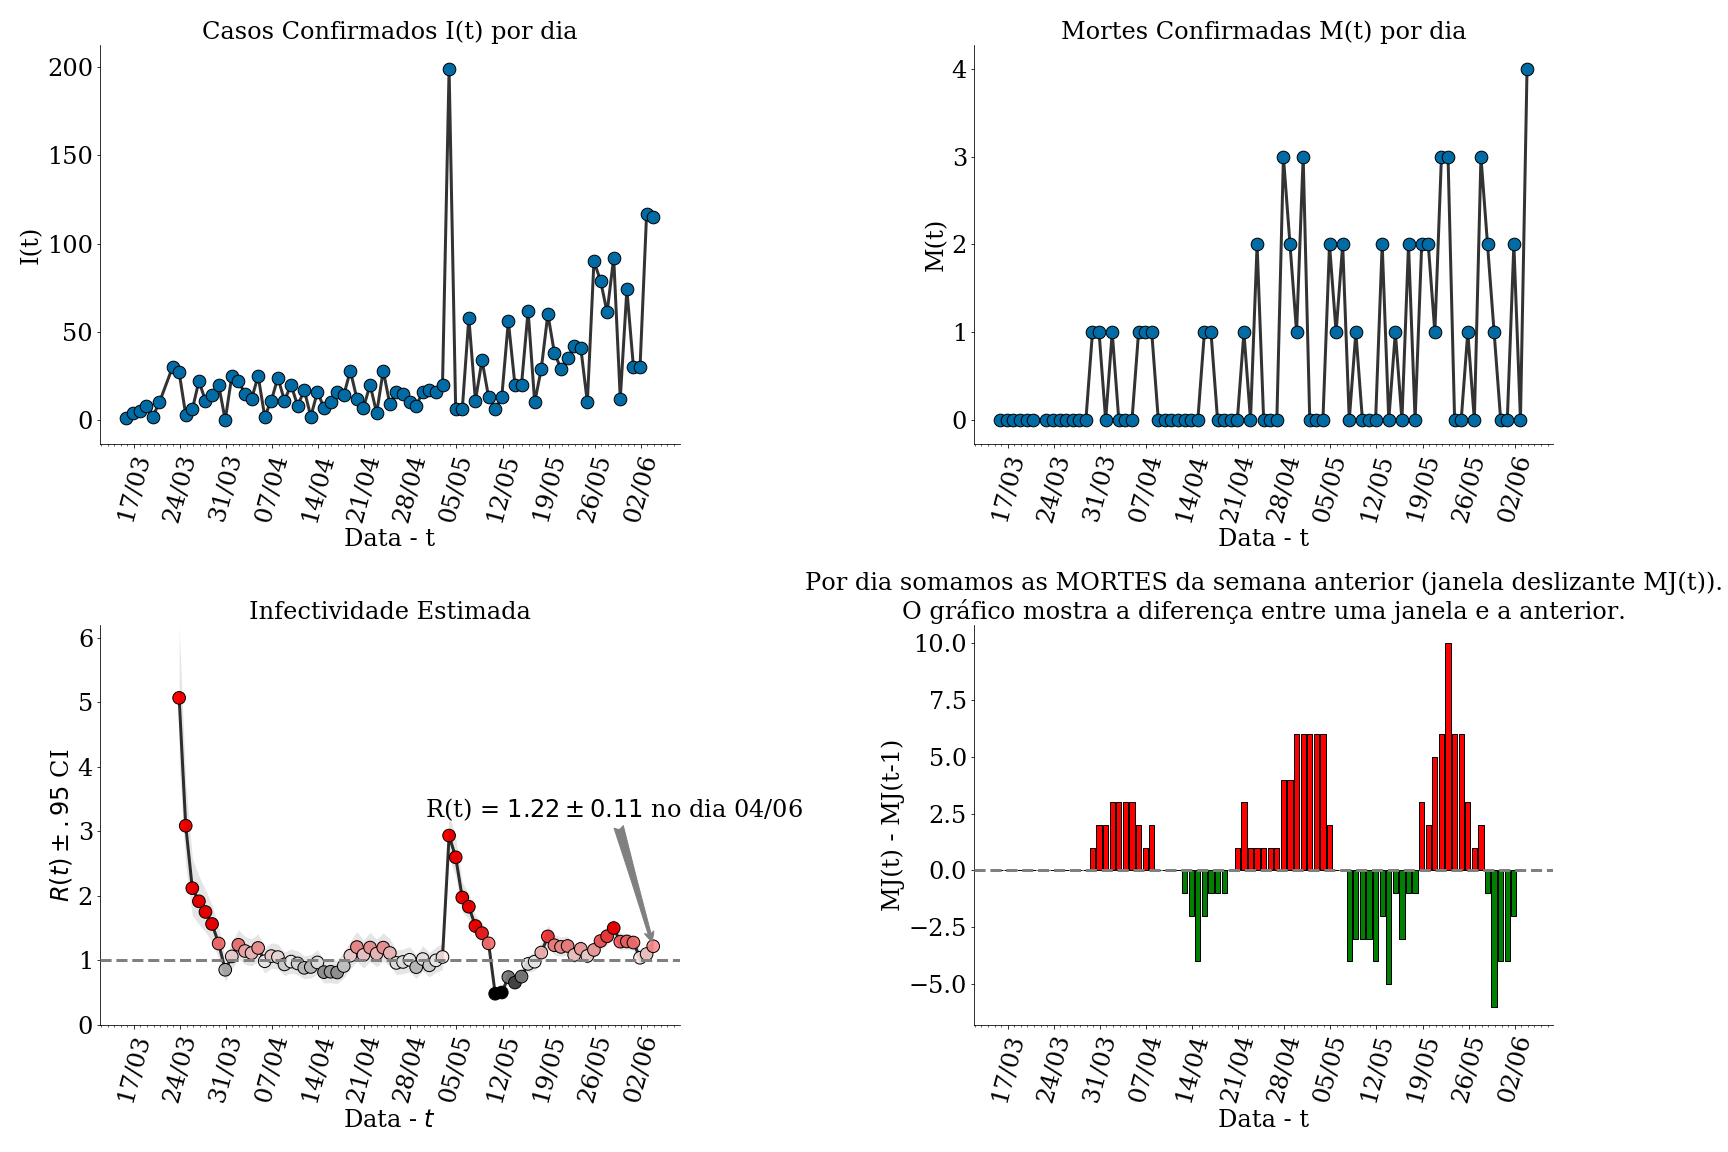 Casos Confirmados I(t) por dia
200
150
100
50
0
I(t)
17/03 24/03 31/03 07/04 14/04 21/04 28/04 05/05 12/05 19/05 26/05 02/06
Data - t
Mortes Confirmadas M(t) por dia
4
3
2
1
0
M(t)
17/03 24/03 31/03 07/04 14/04 21/04 28/04 05/05 12/05 19/05 26/05 02/06
Data - t
Infectividade Estimada
6
5
4
3
2
1
0
R(t) ± .95 CI
R(t) = 1.22 ± 0.11 no dia 04/06
17/03 24/03 31/03 07/04 14/04 21/04 28/04 05/05 12/05 19/05 26/05 02/06
Data - t
Por dia somamos as MORTES da semana anterior (janela deslizante MJ(t)).
O gráfico mostra a diferença entre uma janela e a anterior.
10.0
7.5
5.0
2.5
0.0
−2.5
−5.0
MJ(t) - MJ(t-1)
17/03 24/03 31/03 07/04 14/04 21/04 28/04 05/05 12/05 19/05 26/05 02/06
Data - t